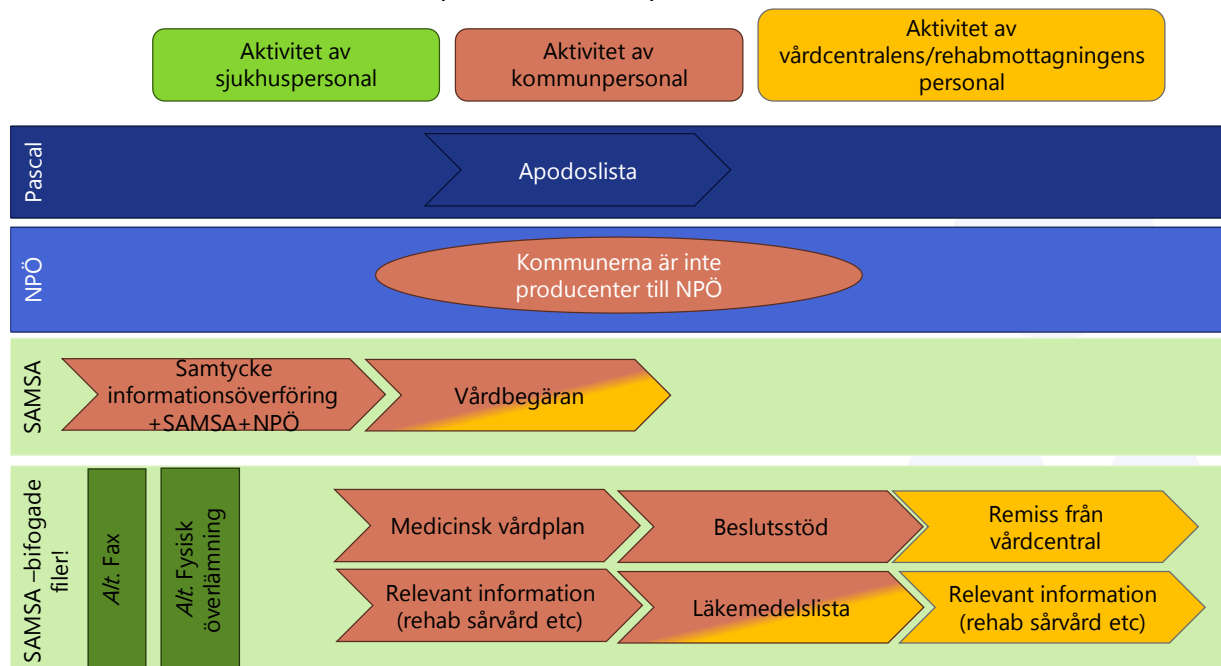 Aktivitet av
sjukhuspersonal
Aktivitet av
kommunpersonal
Aktivitet av
vårdcentralens/rehabmottagningens
personal
Pascal
Apodoslista
NPÖ
Kommunerna är inte
producenter till NPÖ
SAMSA
Samtycke
informationsöverföring
+SAMSA+NPÖ
Vårdbegäran
SAMSA –bifogade
filer!
Alt. Fax
Alt. Fysisk
överlämning
Medicinsk vårdplan
Beslutsstöd
Remiss från
vårdcentral
Relevant information
(rehab sårvård etc)
Läkemedelslista
Relevant information
(rehab sårvård etc)